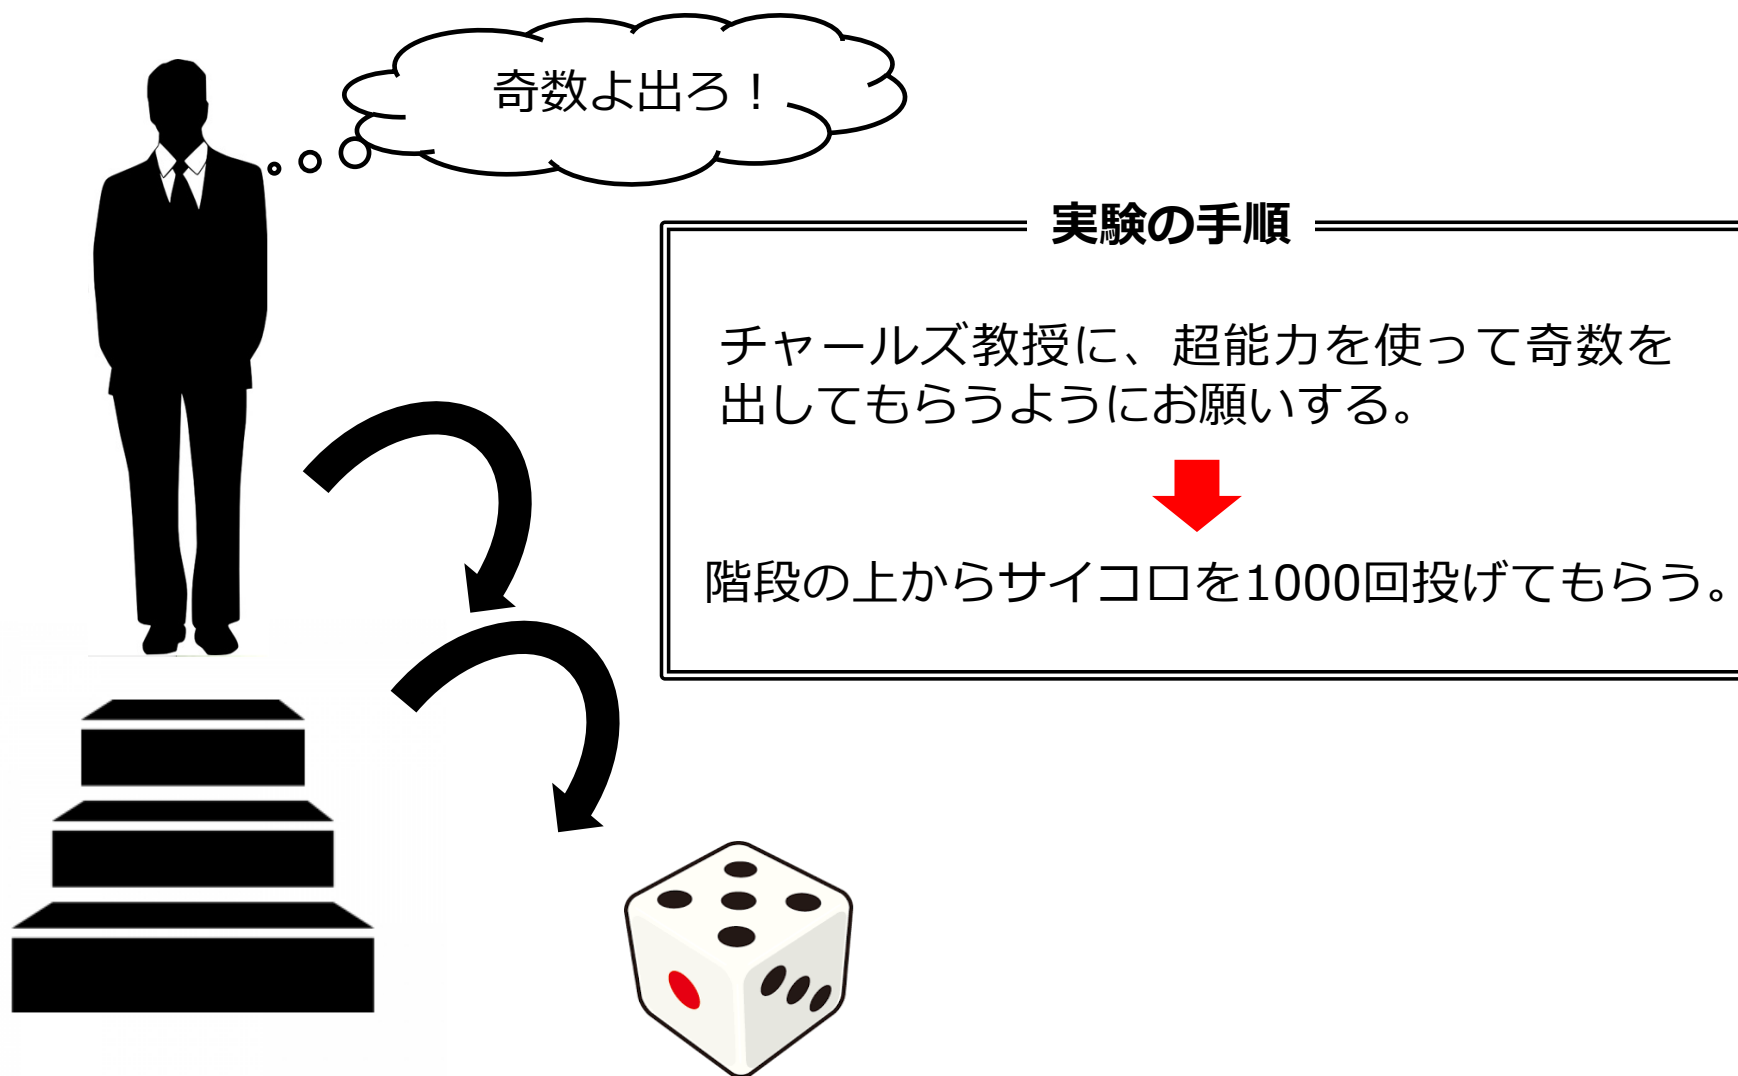 奇数よ出ろ！
実験の手順
チャールズ教授に、超能力を使って奇数を
出してもらうようにお願いする。
階段の上からサイコロを1000回投げてもらう。